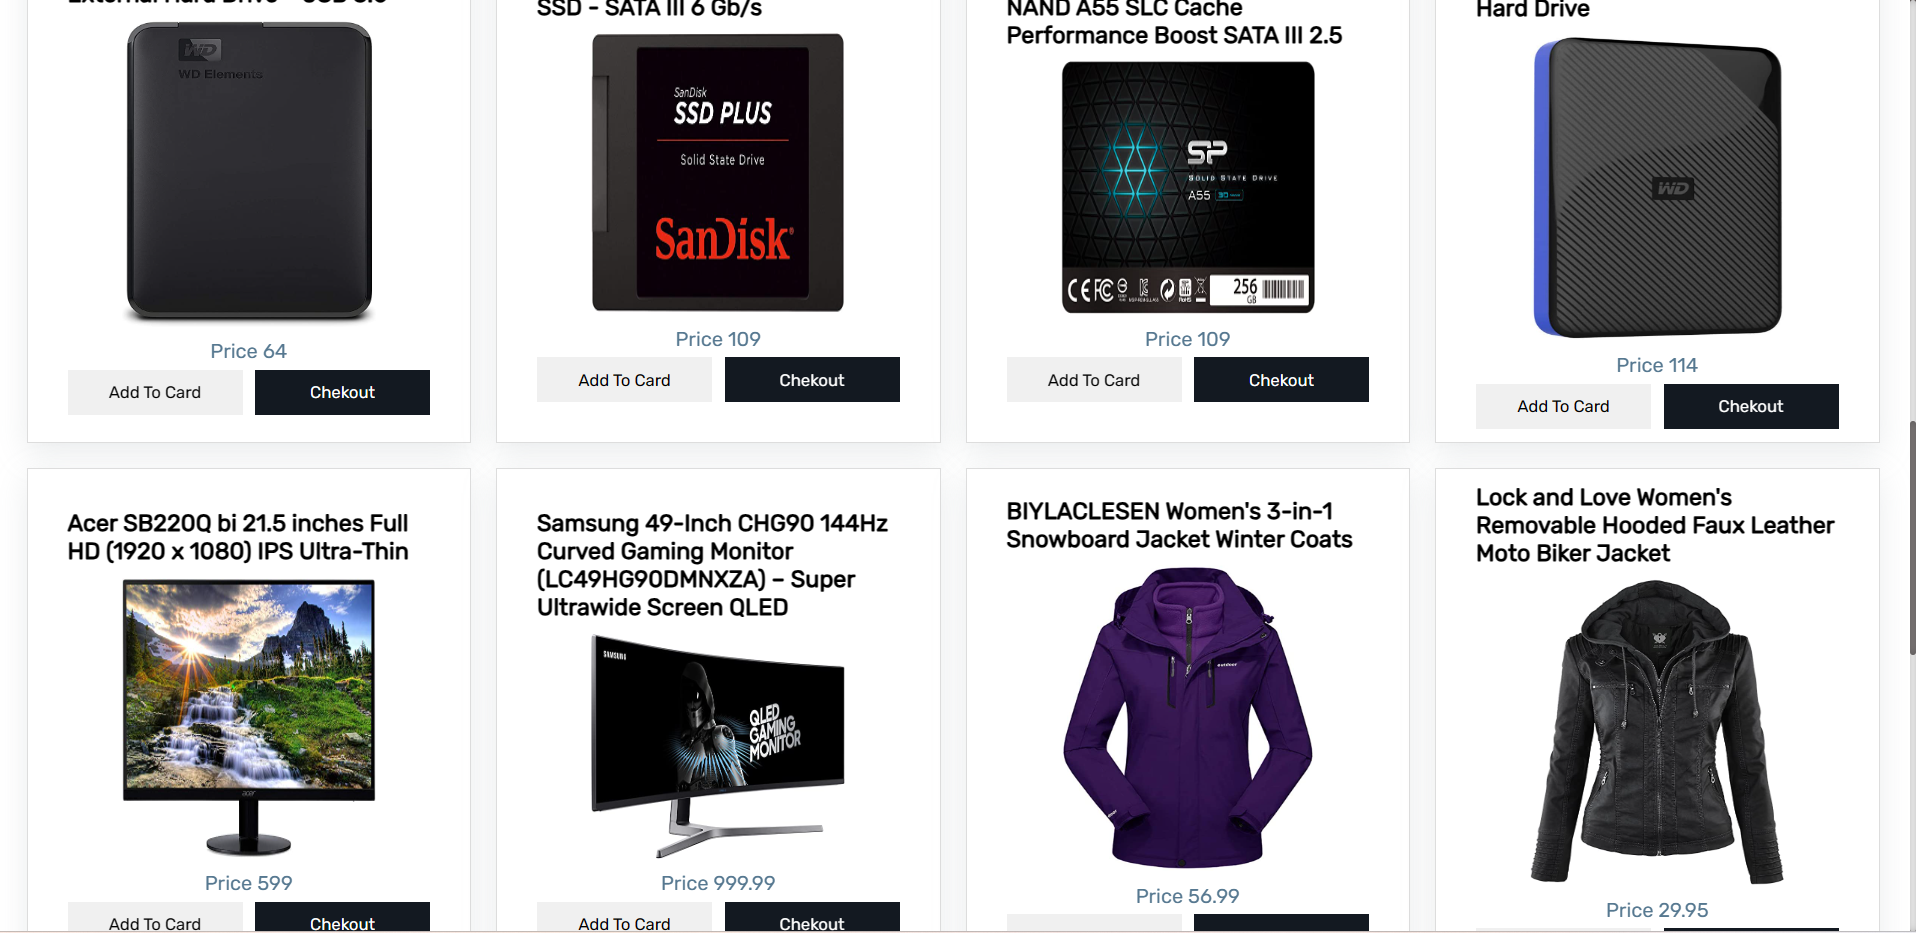 External Hard Drive - USB 3.0
SSD - SATA III 6 Gb/s
NAND A55 SLC Cache
Performance Boost SATA III 2.5
Hard Drive
WD
WD Elements
SanDisk
SSD PLUS
Solid State Drive
SanDisk
SP
SOLID STATE DRIVE
A55
256
GB
WD
Price 64
Add To Card
Chekout
Price 109
Add To Card
Chekout
Price 109
Add To Card
Chekout
Price 114
Add To Card
Chekout
Acer SB220Q bi 21.5 inches Full
HD (1920 x 1080) IPS Ultra-Thin
acer
Price 599
Add To Card
Chekout
Samsung 49-Inch CHG90 144Hz
Curved Gaming Monitor
(LC49HG90DMNXZA) – Super
Ultrawide Screen QLED
SAMSUNG
QLED
GAMING
MONITOR
Price 999.99
Add To Card
Chekout
BIYLACLESEN Women's 3-in-1
Snowboard Jacket Winter Coats
outdoor
Price 56.99
Lock and Love Women's
Removable Hooded Faux Leather
Moto Biker Jacket
Price 29.95